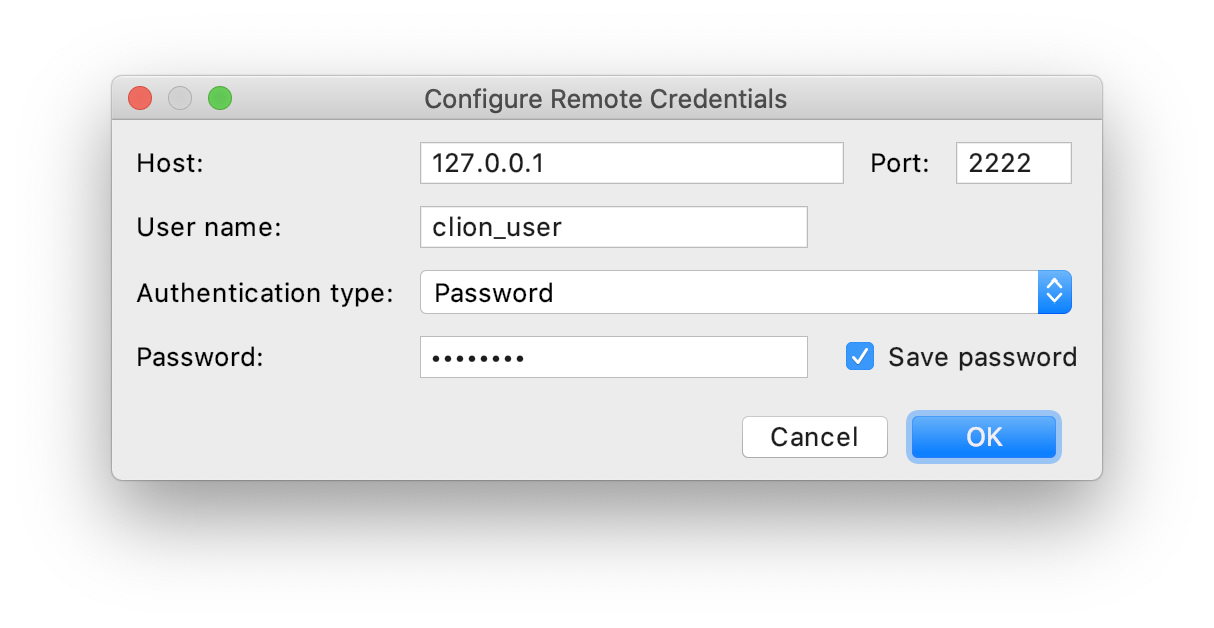 Configure Remote Credentials
Host: 127.0.0.1 Port: 2222
User name: clion_user
Authentication type: Password
Password: •••••••• Save password
Cancel OK